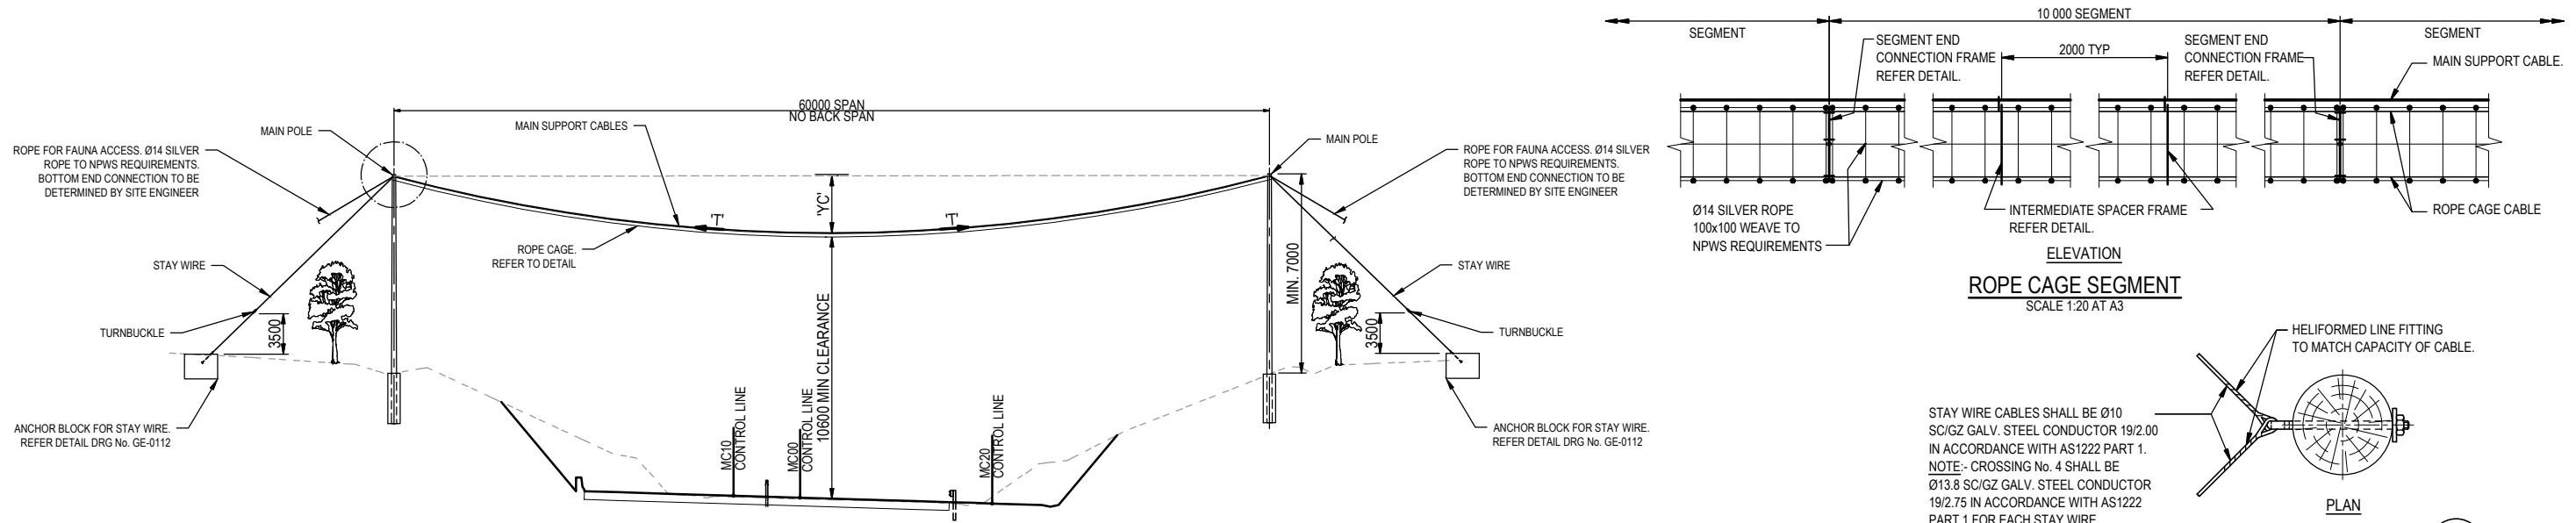 60000 SPAN
NO BACK SPAN
MAIN POLE
MAIN SUPPORT CABLES
ROPE FOR FAUNA ACCESS. Ø14 SILVER
ROPE TO NPWS REQUIREMENTS.
BOTTOM END CONNECTION TO BE
DETERMINED BY SITE ENGINEER
STAY WIRE
TURNBUCKLE
3500
ANCHOR BLOCK FOR STAY WIRE.
REFER DETAIL DRG No. GE-0112
ROPE CAGE.
REFER TO DETAIL
'T'
'T'
'YC'
10600 MIN CLEARANCE
MC10
CONTROL LINE
MC00
CONTROL LINE
MC20
CONTROL LINE
MIN. 7000
MAIN POLE
ROPE FOR FAUNA ACCESS. Ø14 SILVER
ROPE TO NPWS REQUIREMENTS.
BOTTOM END CONNECTION TO BE
DETERMINED BY SITE ENGINEER
STAY WIRE
TURNBUCKLE
3500
ANCHOR BLOCK FOR STAY WIRE.
REFER DETAIL DRG No. GE-0112
10 000 SEGMENT
SEGMENT
SEGMENT
SEGMENT END
CONNECTION FRAME
REFER DETAIL.
2000 TYP
SEGMENT END
CONNECTION FRAME
REFER DETAIL.
MAIN SUPPORT CABLE.
Ø14 SILVER ROPE
100x100 WEAVE TO
NPWS REQUIREMENTS
INTERMEDIATE SPACER FRAME
REFER DETAIL.
ROPE CAGE CABLE
ELEVATION
ROPE CAGE SEGMENT
SCALE 1:20 AT A3
HELIFORMED LINE FITTING
TO MATCH CAPACITY OF CABLE.
STAY WIRE CABLES SHALL BE Ø10
SC/GZ GALV. STEEL CONDUCTOR 19/2.00
IN ACCORDANCE WITH AS1222 PART 1.
NOTE:- CROSSING No. 4 SHALL BE
Ø13.8 SC/GZ GALV. STEEL CONDUCTOR
19/2.75 IN ACCORDANCE WITH AS1222
PART 1 FOR EACH STAY WIRE
PLAN